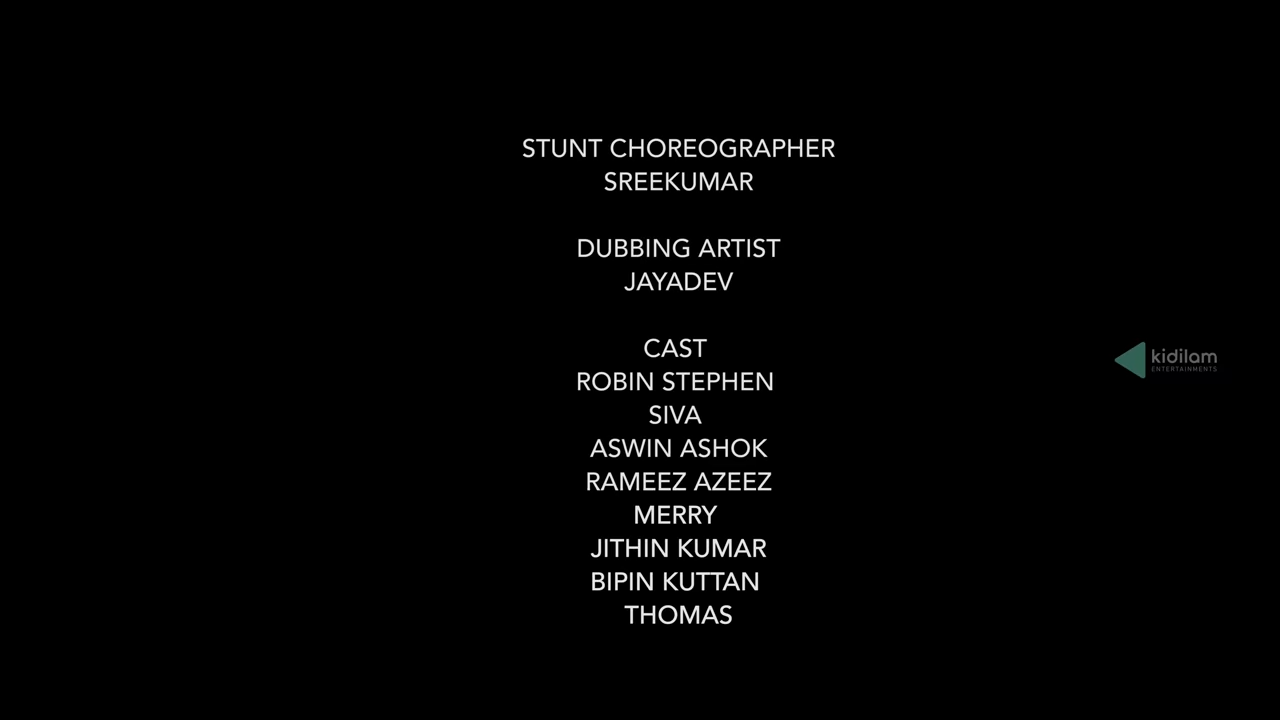 STUNT CHOREOGRAPHER
SREEKUMAR
DUBBING ARTIST
JAYADEV
CAST
ROBIN STEPHEN
SIVA
ASWIN ASHOK
RAMEEZ AZEEZ
MERRY
JITHIN KUMAR
BIPIN KUTTAN
THOMAS
kidilam
ENTERTAINMENTS